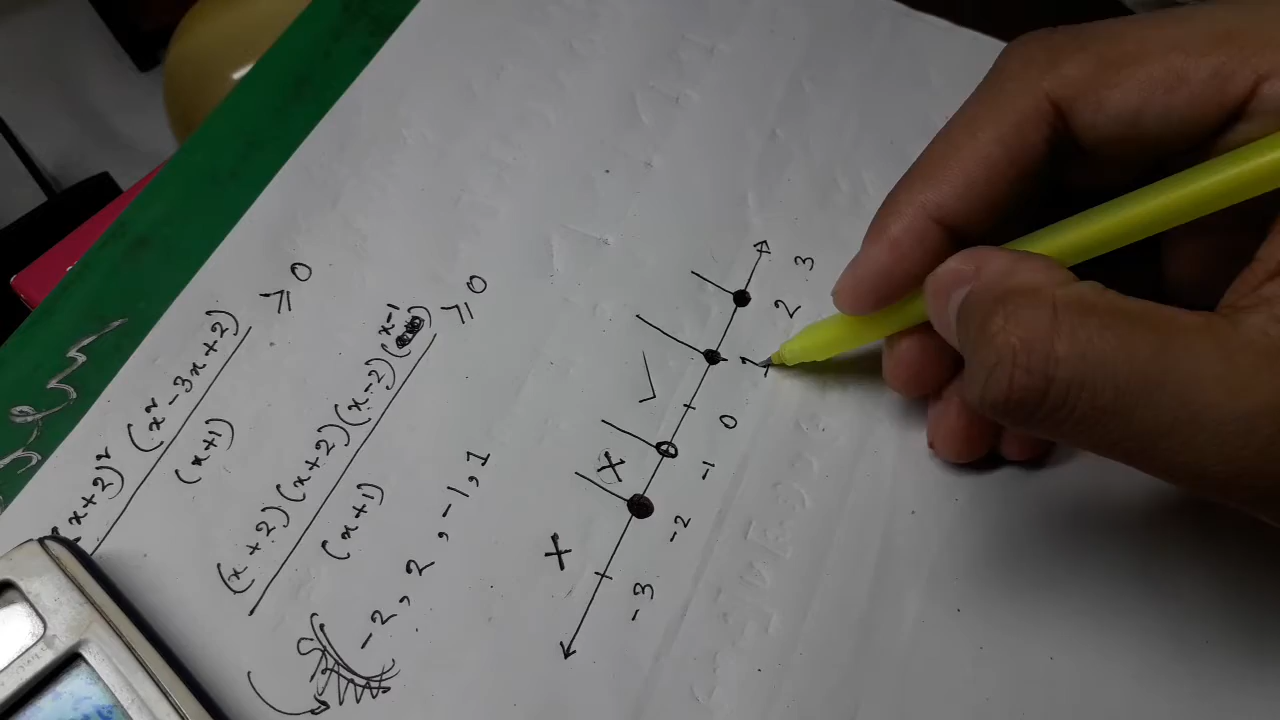 (x+2)² (x²-3x+2) ≥ 0
(x+1)
(x+2)(x+2)(x-2)(x-1) ≥ 0
(x+1)
-2, 2, -1, 1
x (x) ✓
-3 -2 -1 0 1 2 3